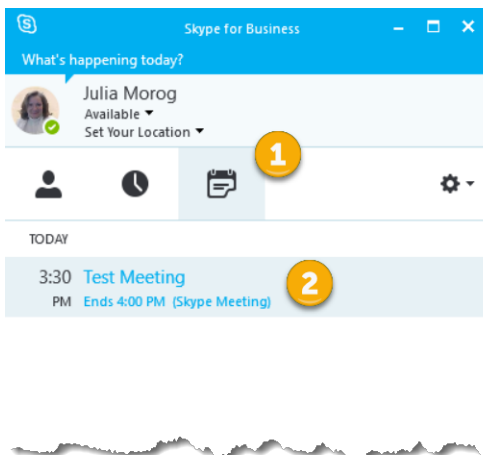 Skype for Business
What's happening today?
Julia Morog
Available
Set Your Location
1
TODAY
3:30 Test Meeting
PM Ends 4:00 PM (Skype Meeting)
2